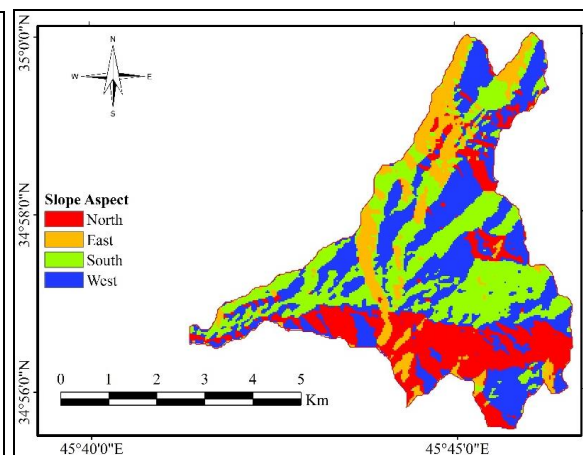 35°0'0"N
N
W E
S
34°58'0"N
Slope Aspect
North
East
South
West
34°56'0"N
0 1 2 3 4 5
Km
45°40'0"E 45°45'0"E